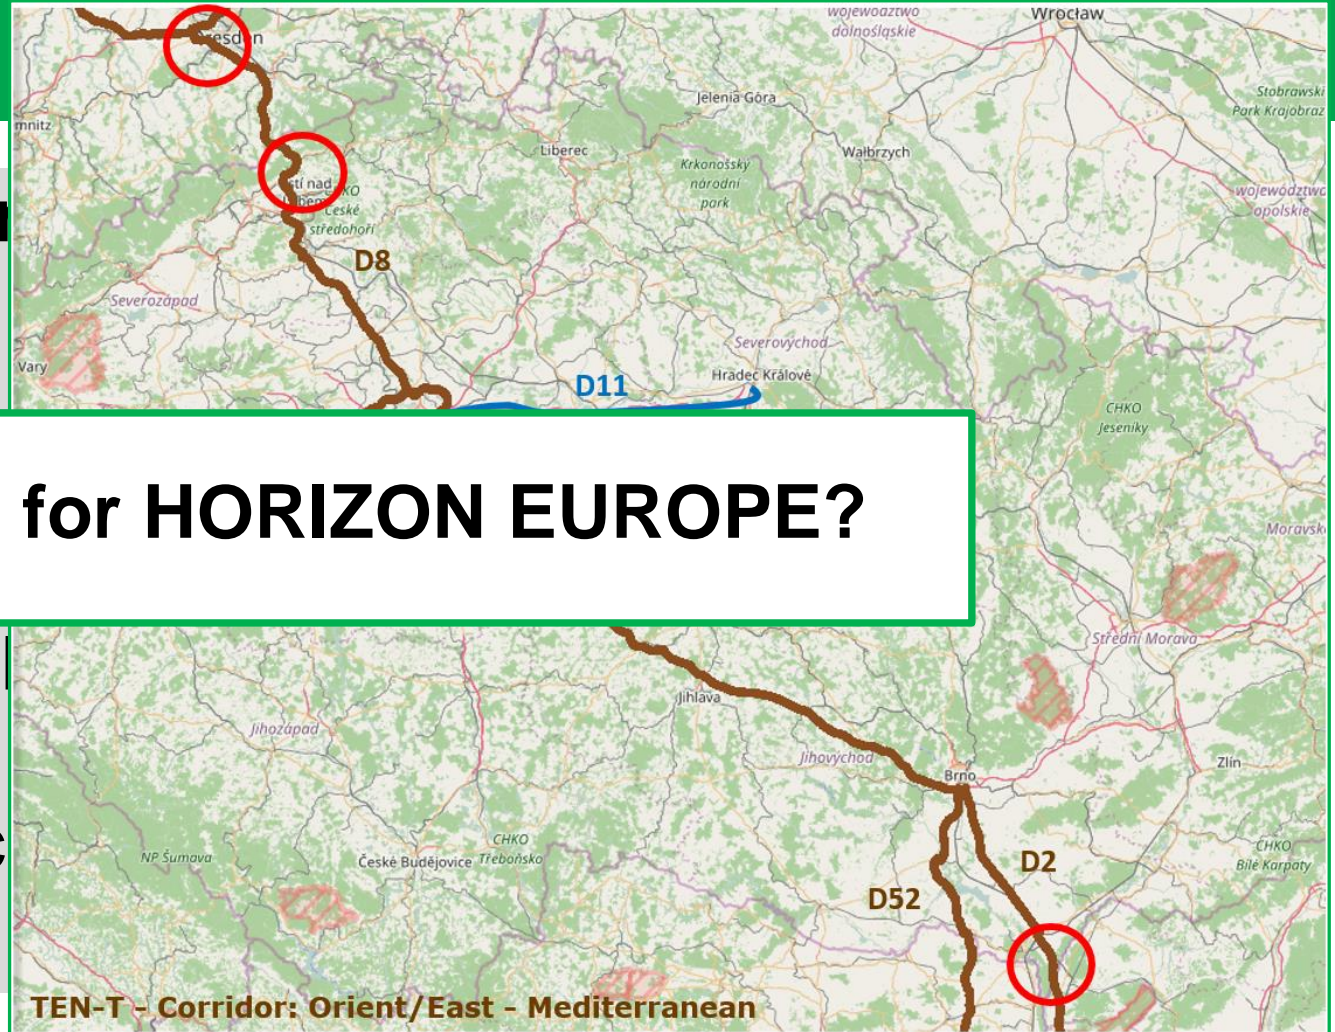 województwo
dolnośląskie
Wrocław
Jelenia Góra
Stobrawski
Park Krajobraz
Liberec
Wałbrzych
Krkonošský
národní
park
województwo
opolskie
CHKO
České
středohoří
D8
Severozápad
Severovýchod
Vary
Hradec Králové
D11
CHKO
Jeseníky
for HORIZON EUROPE?
Střední Morava
Jihlava
Jihozápad
Jihovýchod
Zlín
Brno
CHKO
Třeboňsko
NP Šumava
České Budějovice
D2
CHKO
Bílé Karpaty
D52
TEN-T - Corridor: Orient/East - Mediterranean